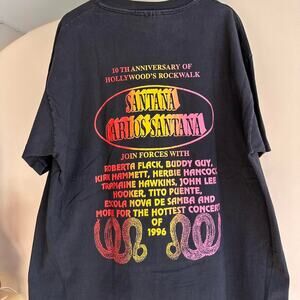 10 TH ANNIVERSARY OF
HOLLYWOOD'S ROCKWALK
SANTANA
CARLOS SANTANA
JOIN FORCES WITH
ROBERTA FLACK, BUDDY GUY,
KIRK HAMMETT, HERBIE HANCOCK
TRAMAINE HAWKINS, JOHN LEE
HOOKER, TITO PUENTE,
ESKOLA NOVA DE SAMBA AND
MORE FOR THE HOTTEST CONCERT
OF
1996